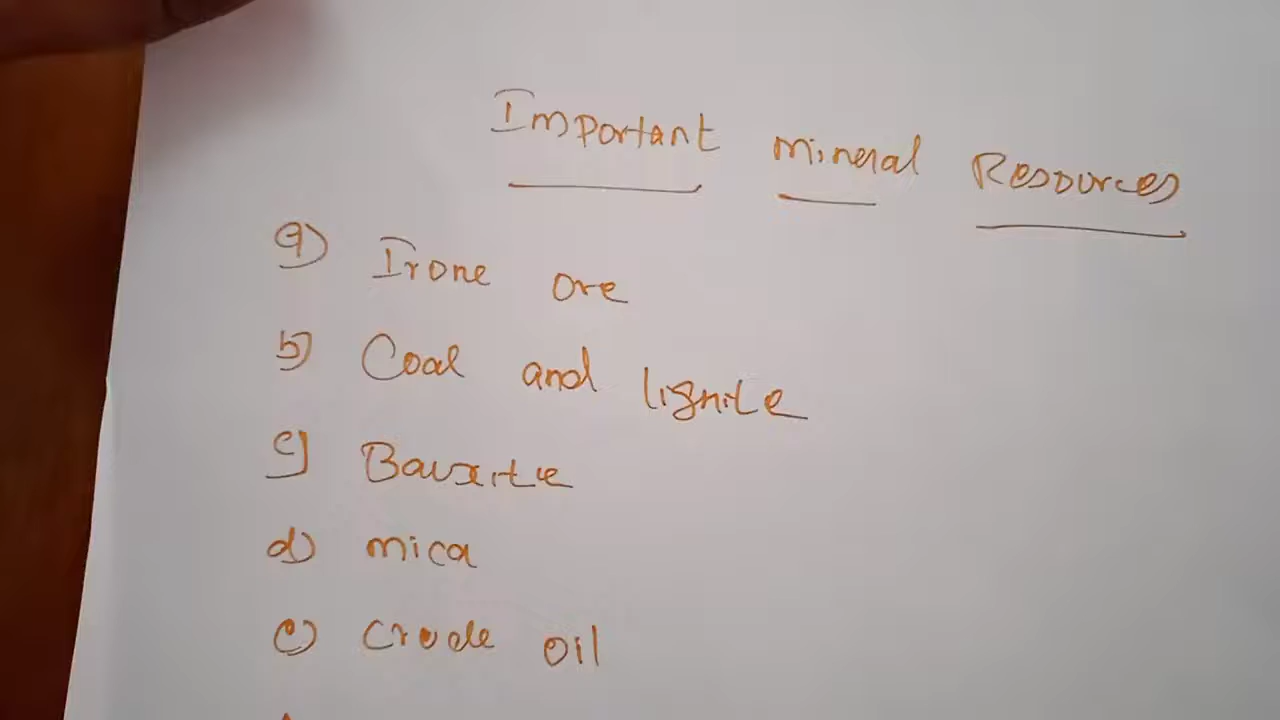 Important mineral Resources
a) Irone ore
b) Coal and lignite
c) Bauxite
d) mica
e) Crude oil